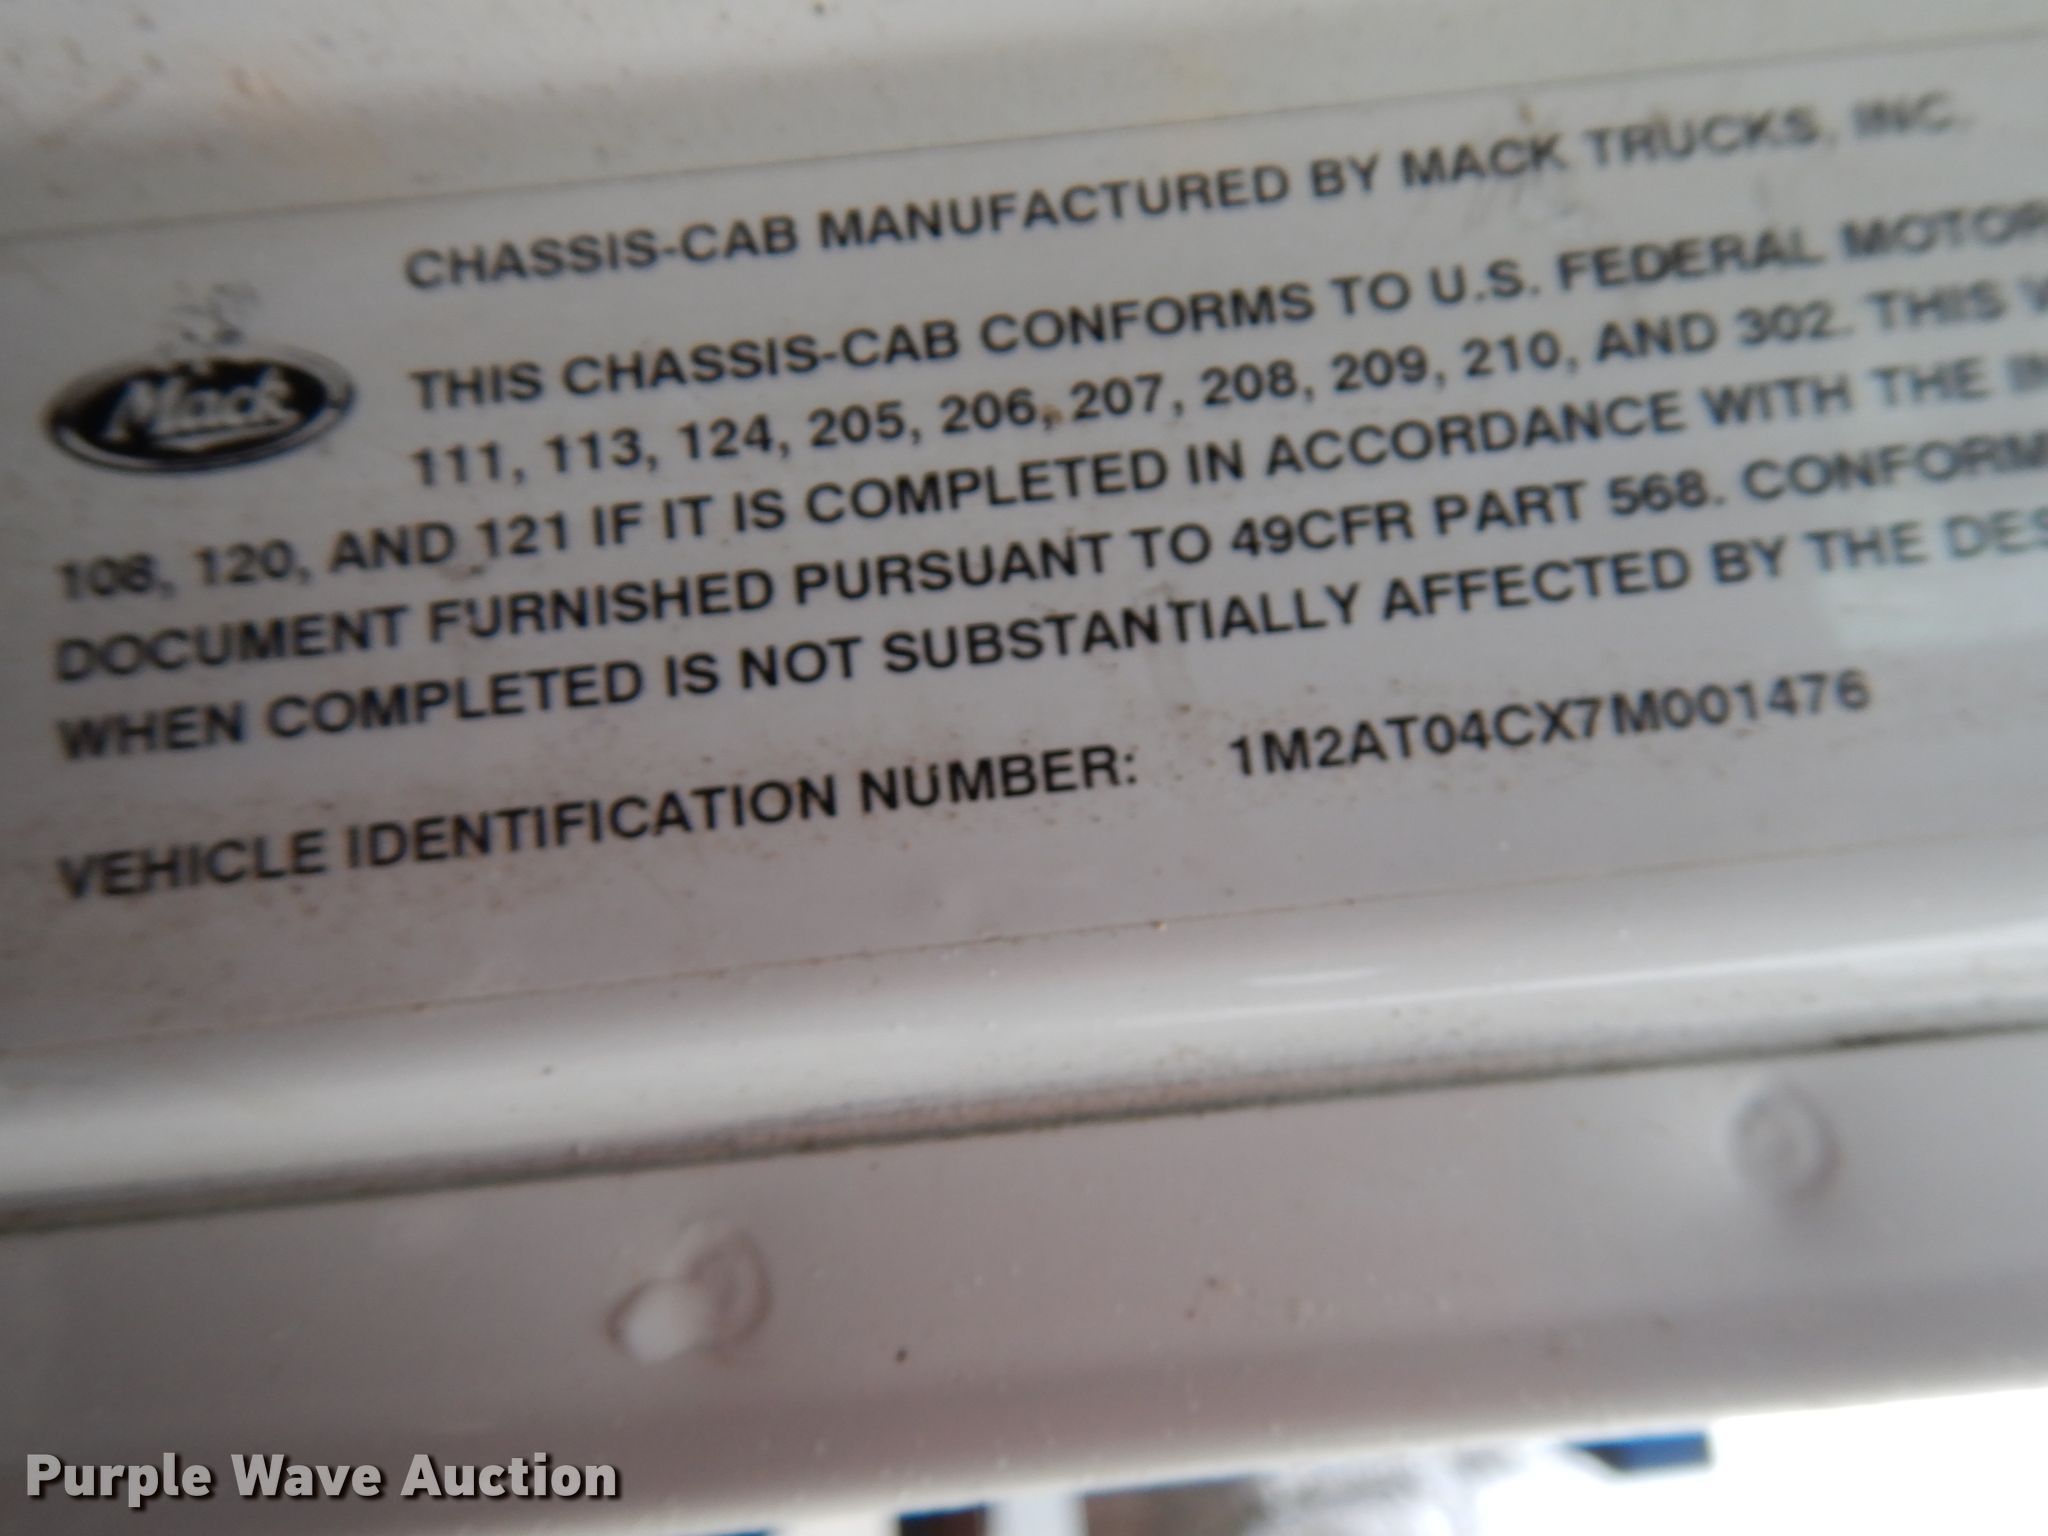 CHASSIS-CAB MANUFACTURED BY MACK TRUCKS, INC.
Mack
THIS CHASSIS-CAB CONFORMS TO U.S. FEDERAL MOTOR
111, 113, 124, 205, 206, 207, 208, 209, 210, AND 302. THIS
108, 120, AND 121 IF IT IS COMPLETED IN ACCORDANCE WITH THE
DOCUMENT FURNISHED PURSUANT TO 49CFR PART 568. CONFORM
WHEN COMPLETED IS NOT SUBSTANTIALLY AFFECTED BY THE DES
VEHICLE IDENTIFICATION NUMBER: 1M2AT04CX7M001476
Purple Wave Auction